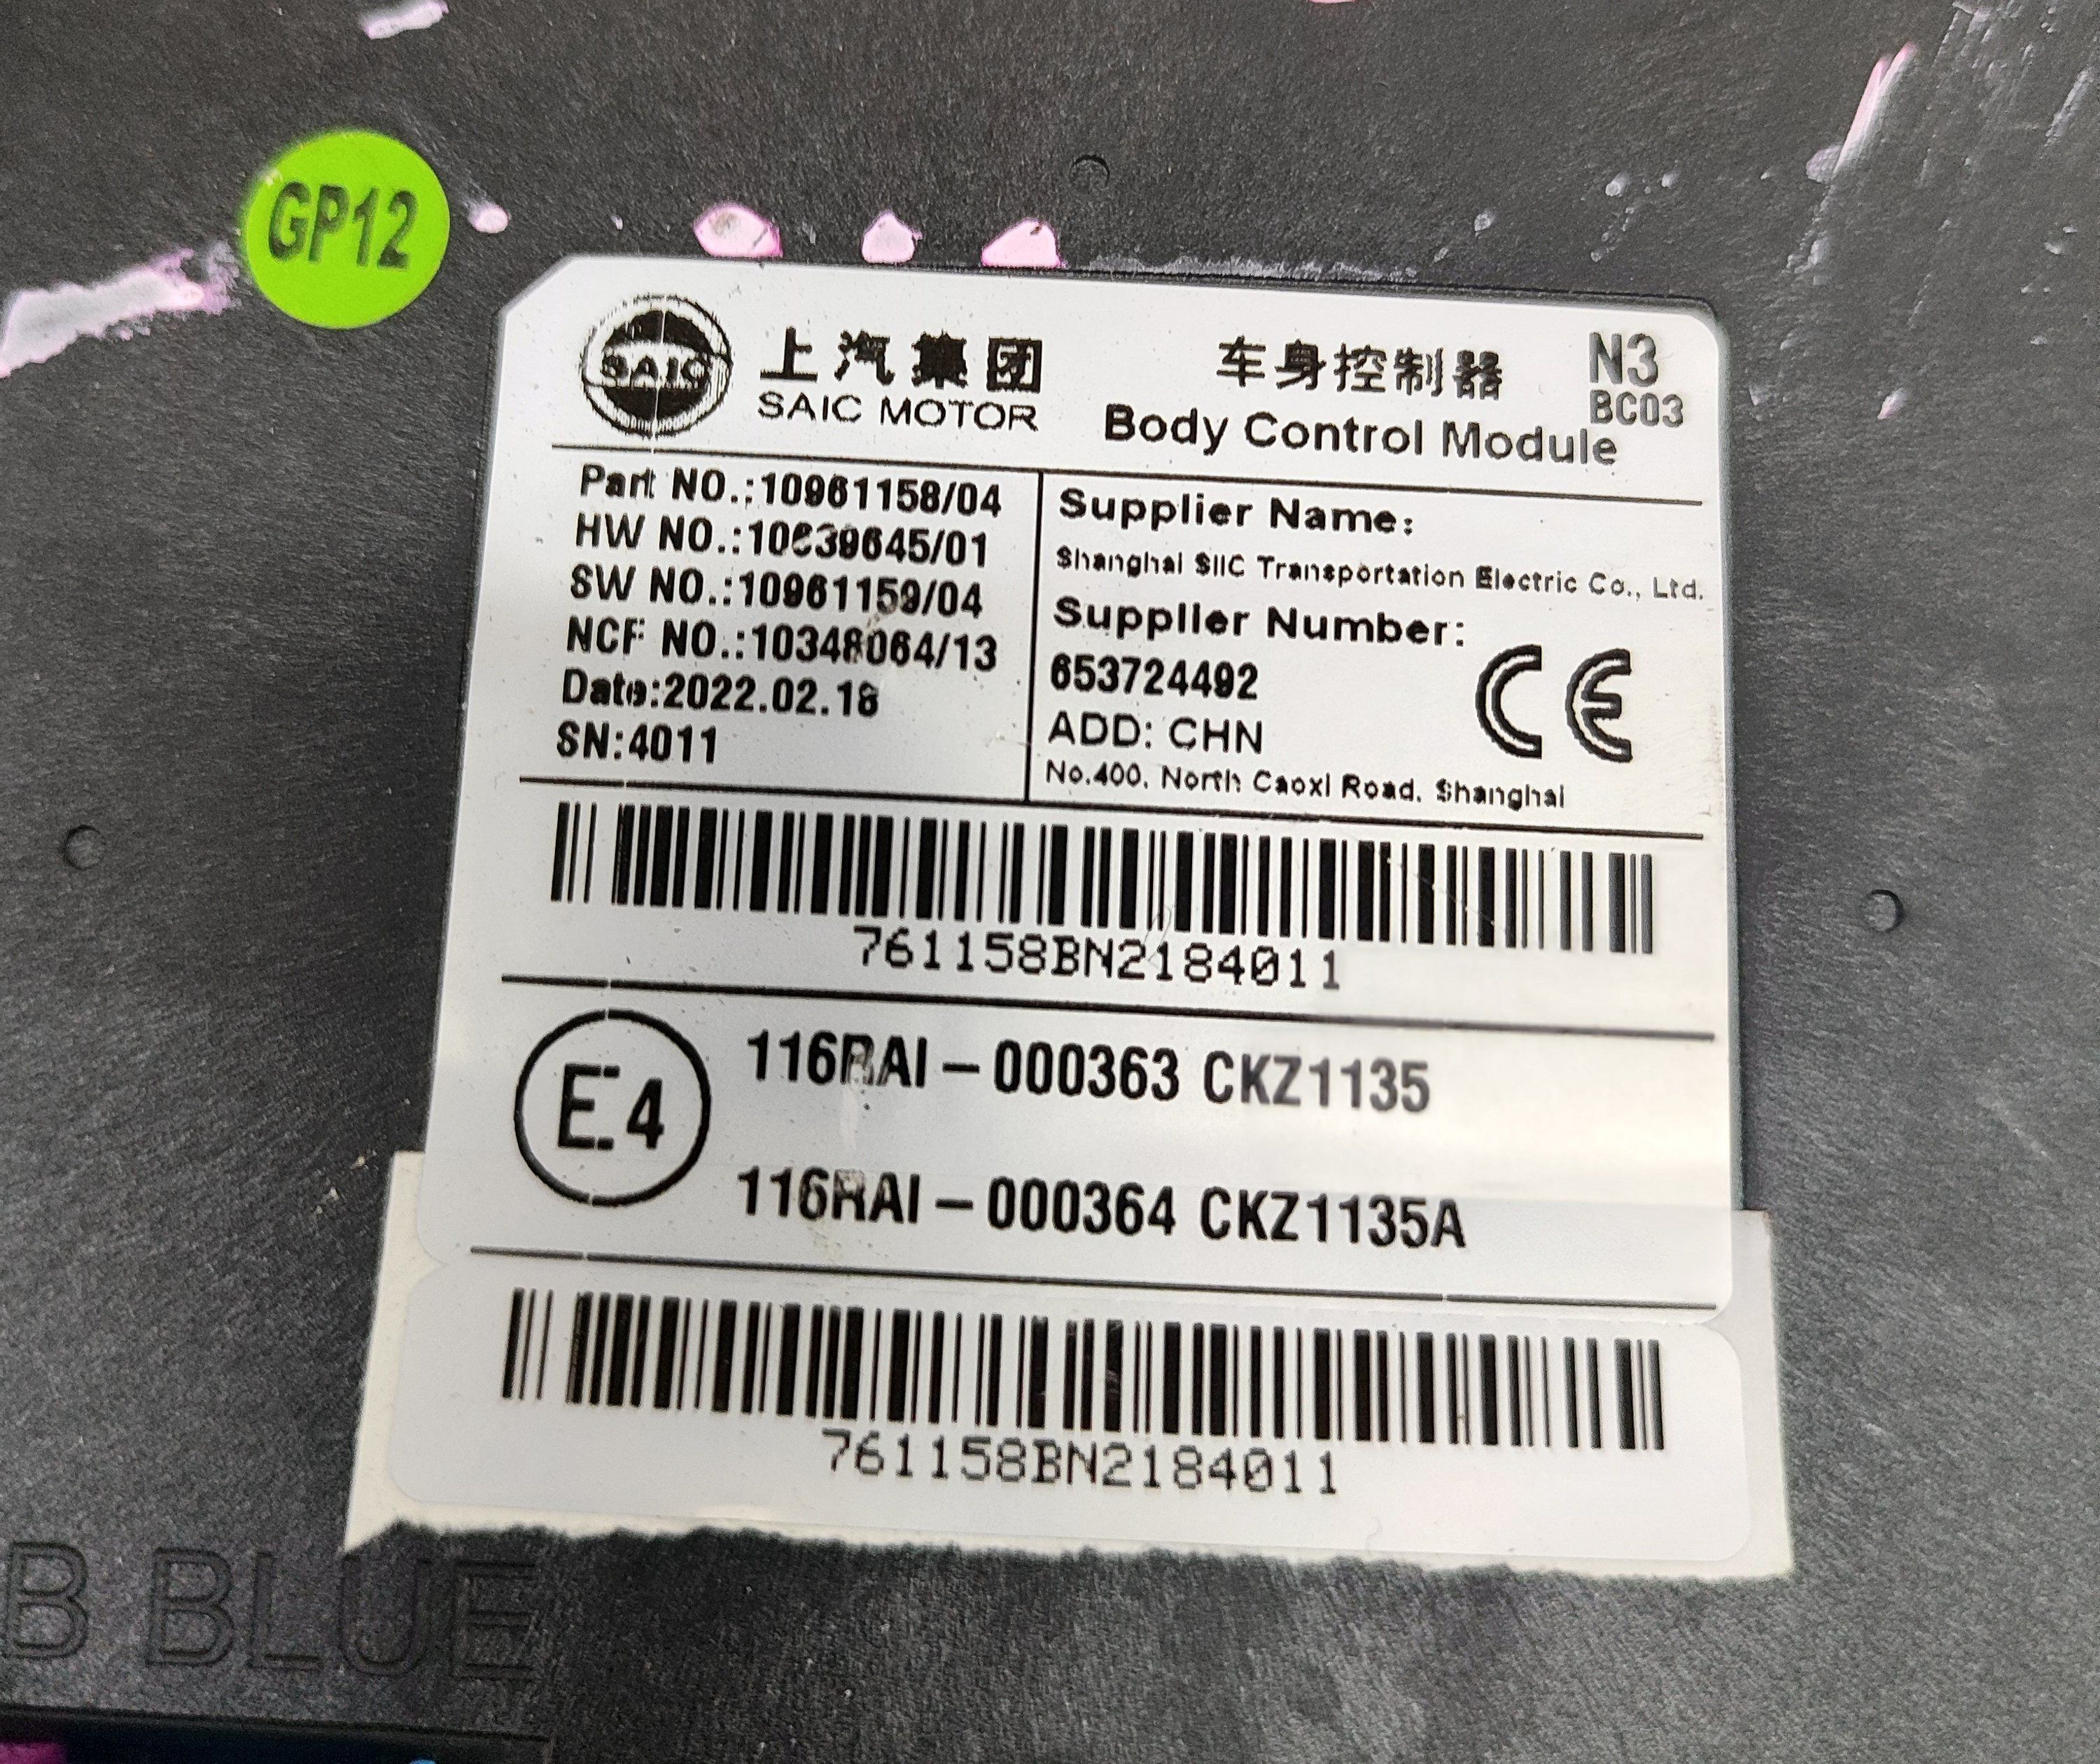 GP12
SAIC
上汽集团
SAIC MOTOR
车身控制器
Body Control Module
N3
BC03
Part NO.:10961158/04
HW NO.:10639645/01
SW NO.:10961159/04
NCF NO.:10348064/13
Date:2022.02.18
SN:4011
Supplier Name:
Shanghai SIIC Transportation Electric Co., Ltd.
Supplier Number:
653724492
CE
ADD: CHN
No.400, North Caoxi Road, Shanghai
761158BN2184011
E4
116RAI-000363 CKZ1135
116RAI-000364 CKZ1135A
761158BN2184011
B BLUE